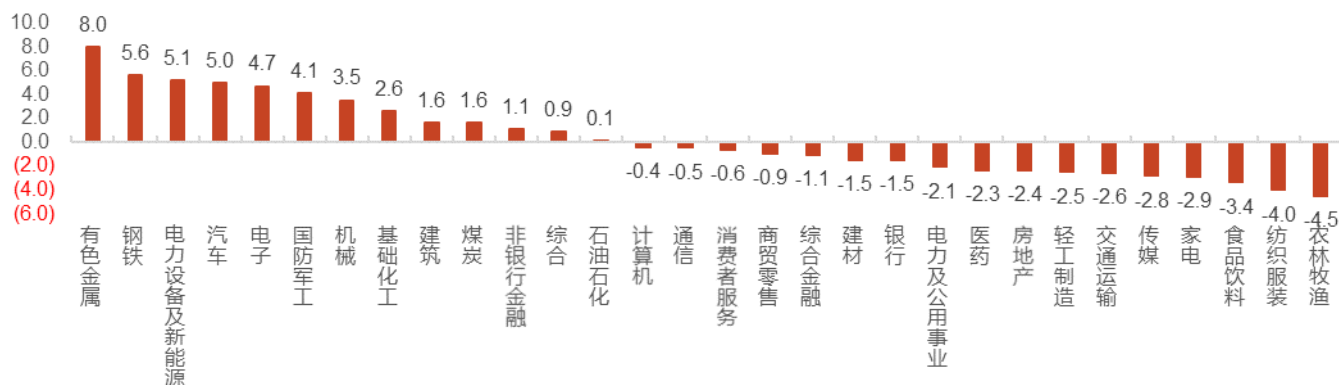 10.0
8.0
6.0
4.0
2.0
0.0
(2.0)
(4.0)
(6.0)
8.0
5.6
5.1
5.0
4.7
4.1
3.5
2.6
1.6
1.6
1.1
0.9
0.1
-0.4
-0.5
-0.6
-0.9
-1.1
-1.5
-1.5
-2.1
-2.3
-2.4
-2.5
-2.6
-2.8
-2.9
-3.4
-4.0
-4.5
有色金属
钢铁
电力设备及新能源
汽车
电子
国防军工
机械
基础化工
建筑
煤炭
非银行金融
综合
石油石化
计算机
通信
消费者服务
商贸零售
综合金融
建材
银行
电力及公用事业
医药
房地产
轻工制造
交通运输
传媒
家电
食品饮料
纺织服装
农林牧渔